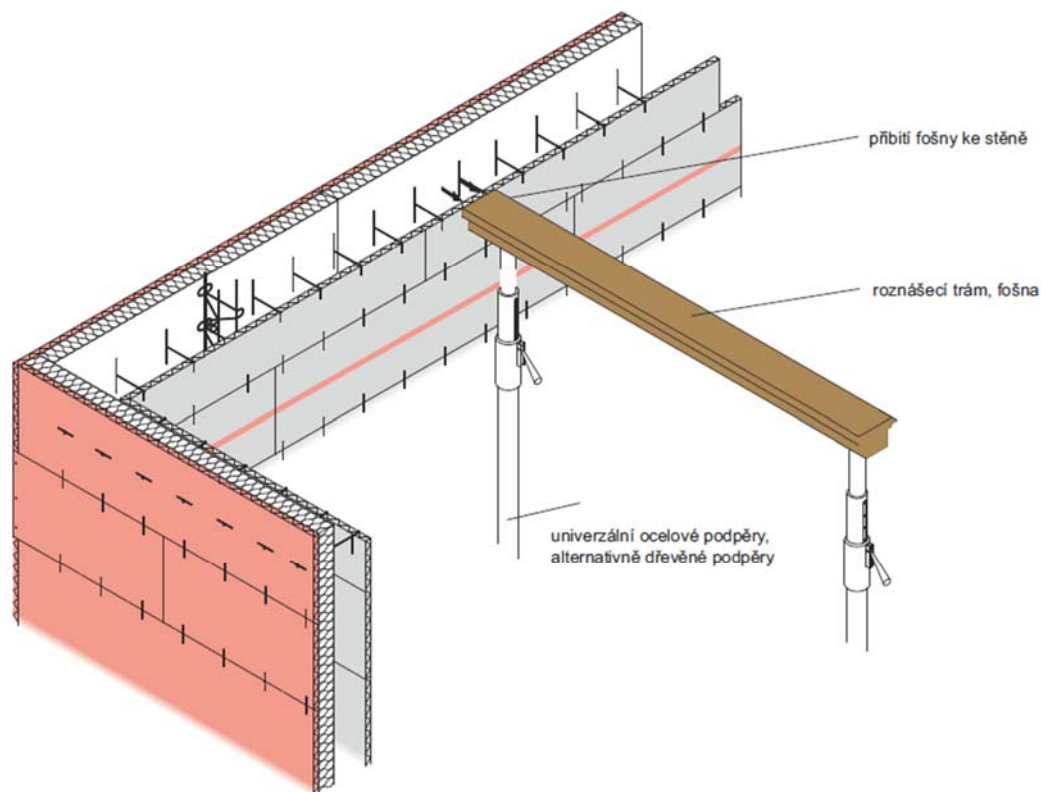 přibití fošny ke stěně
roznášecí trám, fošna
univerzální ocelové podpěry,
alternativně dřevěné podpěry